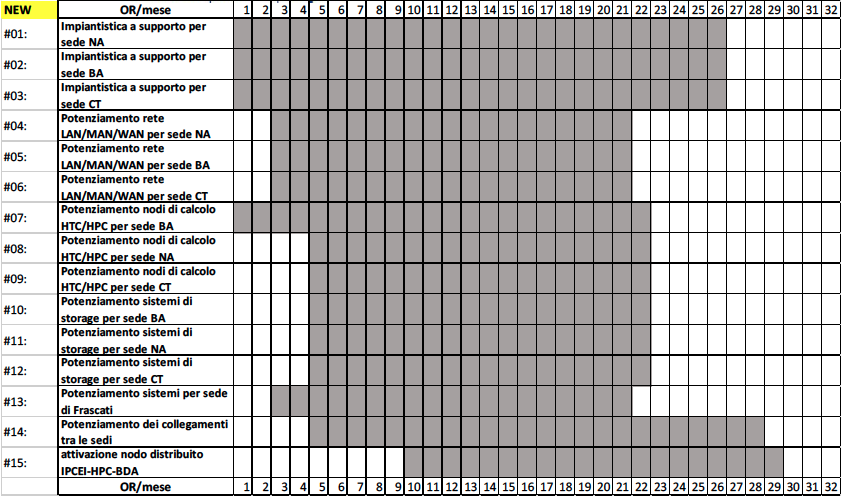 NEW OR/mese 1 2 3 4 5 6 7 8 9 10 11 12 13 14 15 16 17 18 19 20 21 22 23 24 25 26 27 28 29 30 31 32
#01: Impiantistica a supporto per
sede NA
#02: Impiantistica a supporto per
sede BA
#03: Impiantistica a supporto per
sede CT
#04: Potenziamento rete
LAN/MAN/WAN per sede NA
#05: Potenziamento rete
LAN/MAN/WAN per sede BA
#06: Potenziamento rete
LAN/MAN/WAN per sede CT
#07: Potenziamento nodi di calcolo
HTC/HPC per sede BA
#08: Potenziamento nodi di calcolo
HTC/HPC per sede NA
#09: Potenziamento nodi di calcolo
HTC/HPC per sede CT
#10: Potenziamento sistemi di
storage per sede BA
#11: Potenziamento sistemi di
storage per sede NA
#12: Potenziamento sistemi di
storage per sede CT
#13: Potenziamento sistemi per sede
di Frascati
#14: Potenziamento dei collegamenti
tra le sedi
#15: attivazione nodo distribuito
IPCEI-HPC-BDA
OR/mese 1 2 3 4 5 6 7 8 9 10 11 12 13 14 15 16 17 18 19 20 21 22 23 24 25 26 27 28 29 30 31 32